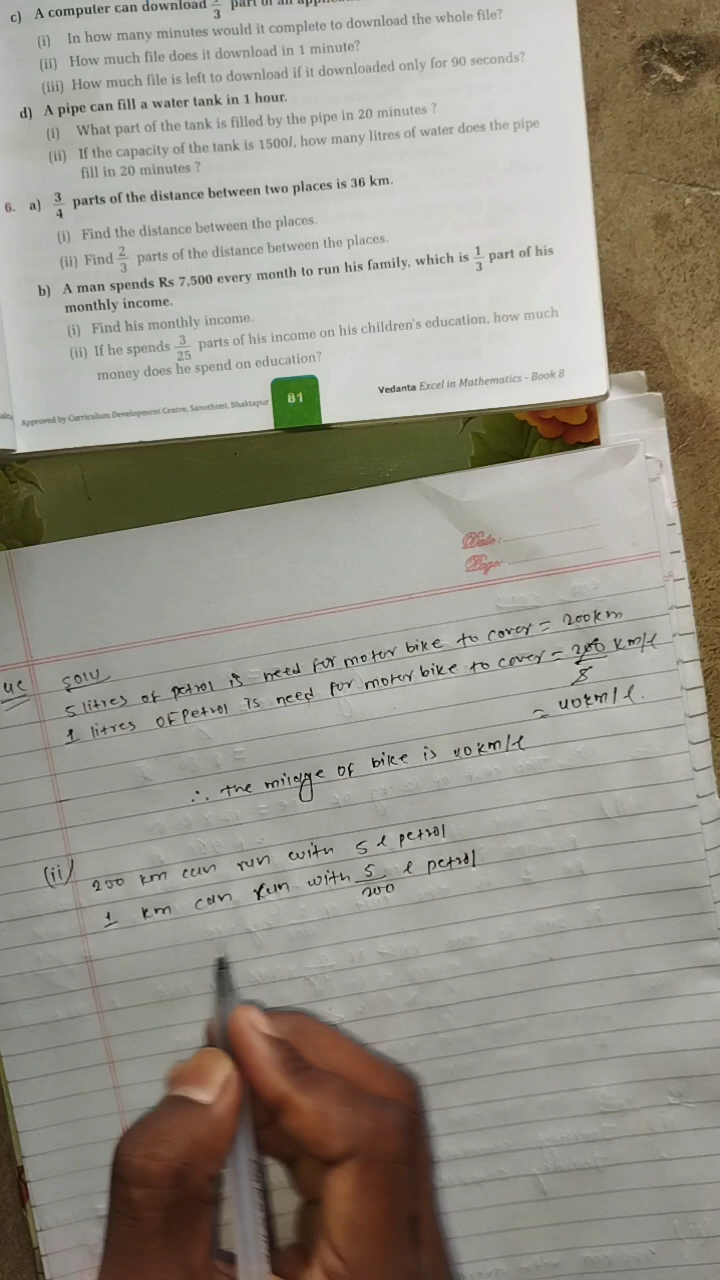 c) A computer can download 1/3 part of an
(i) In how many minutes would it complete to download the whole file?
(ii) How much file does it download in 1 minute?
(iii) How much file is left to download if it downloaded only for 90 seconds?
d) A pipe can fill a water tank in 1 hour.
(i) What part of the tank is filled by the pipe in 20 minutes ?
(ii) If the capacity of the tank is 1500l, how many litres of water does the pipe
fill in 20 minutes ?
6. a) 3/4 parts of the distance between two places is 36 km.
(i) Find the distance between the places.
(ii) Find 2/3 parts of the distance between the places.
b) A man spends Rs 7,500 every month to run his family, which is 1/3 part of his
monthly income.
(i) Find his monthly income.
(ii) If he spends 3/25 parts of his income on his children's education, how much
money does he spend on education?
Approved by Curriculum Development Centre, Sanothimi, Bhaktapur 81 Vedanta Excel in Mathematics - Book 8
Date:
Page:
4c solu
5 litres of petrol is need for motor bike to cover = 200km
1 litres of petrol is need for motor bike to cover = 200/5 km/l
= 40km/l.
∴ the milage of bike is 40km/l
(ii) 200 km can run with 5 l petrol
1 km can run with 5/200 l petrol